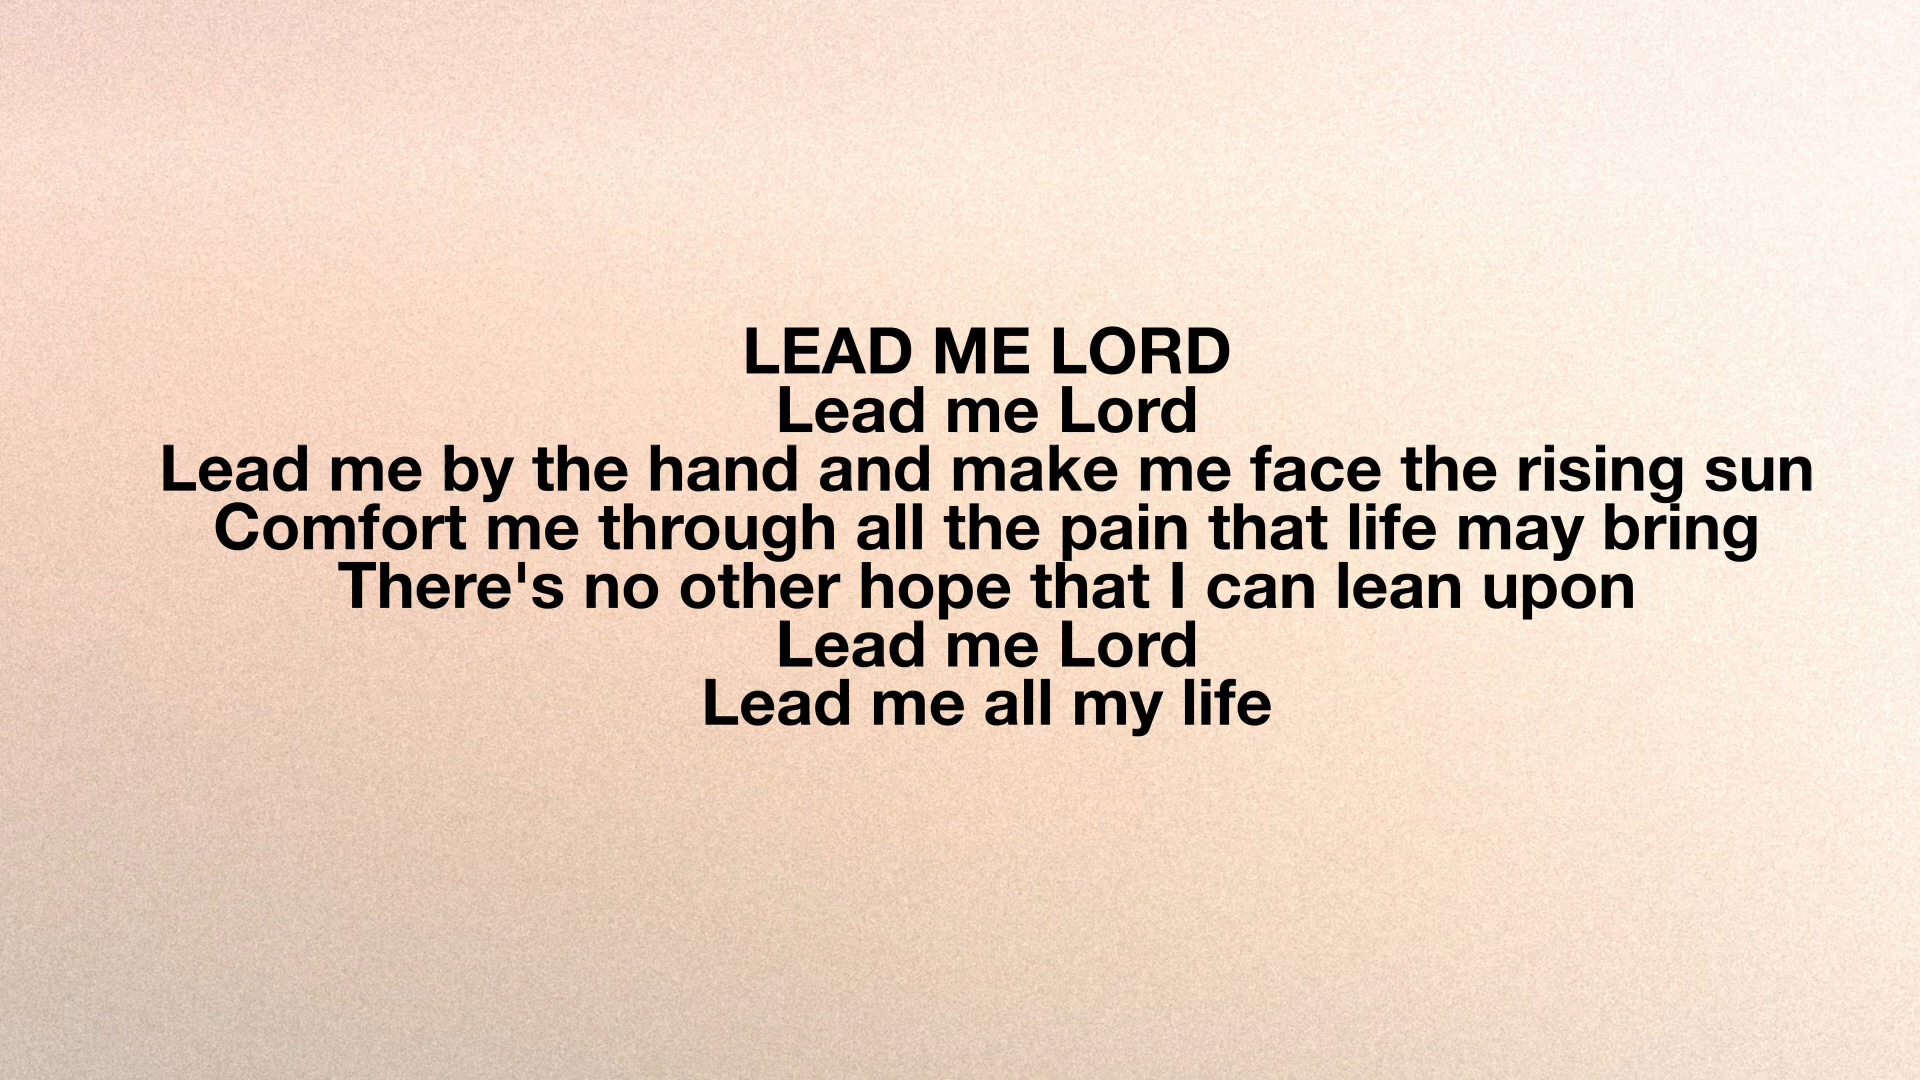 LEAD ME LORD
Lead me Lord
Lead me by the hand and make me face the rising sun
Comfort me through all the pain that life may bring
There's no other hope that I can lean upon
Lead me Lord
Lead me all my life